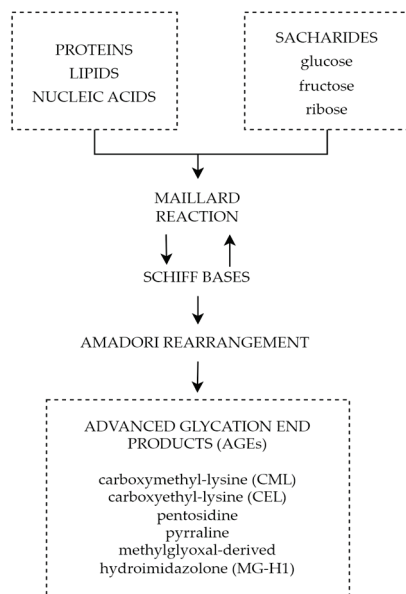 PROTEINS
LIPIDS
NUCLEIC ACIDS
SACCHARIDES
glucose
fructose
ribose
MAILLARD
REACTION
SCHIFF BASES
AMADORI REARRANGEMENT
ADVANCED GLYCATION END
PRODUCTS (AGEs)
carboxymethyl-lysine (CML)
carboxyethyl-lysine (CEL)
pentosidine
pyrraline
methylglyoxal-derived
hydroimidazolone (MG-H1)